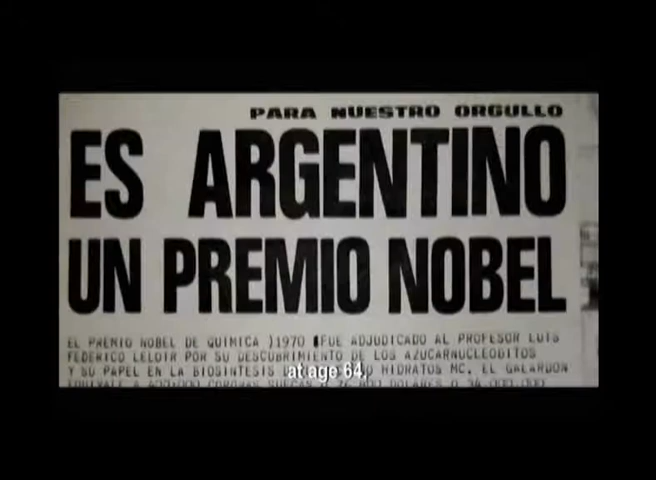 PARA NUESTRO ORGULLO
ES ARGENTINO
UN PREMIO NOBEL
EL PREMIO NOBEL DE QUIMICA )1970 (FUE ADJUDICADO AL PROFESOR LUIS
FEDERICO LELOIR POR SU DESCUBRIMIENTO DE LOS AZUCARNUCLEODITOS
Y SU PAPEL EN LA BIOSINTESIS HIDRATOS MC. EL GALARDON
at age 64,